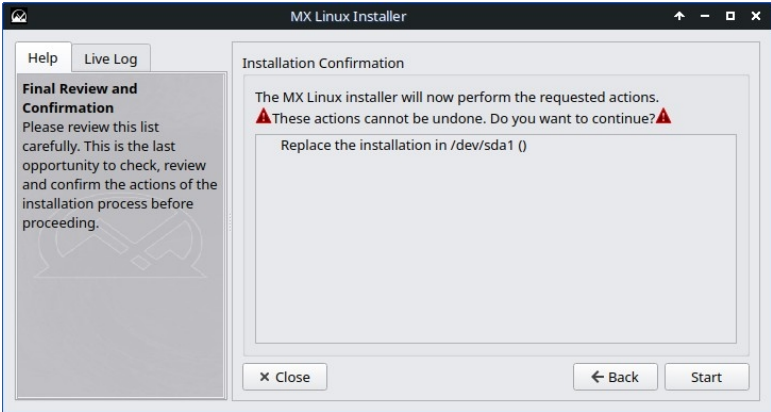 MX Linux Installer
Help
Live Log
Final Review and
Confirmation
Please review this list
carefully. This is the last
opportunity to check, review
and confirm the actions of the
installation process before
proceeding.
Installation Confirmation
The MX Linux installer will now perform the requested actions.
These actions cannot be undone. Do you want to continue?
Replace the installation in /dev/sda1 ()
Close
Back
Start